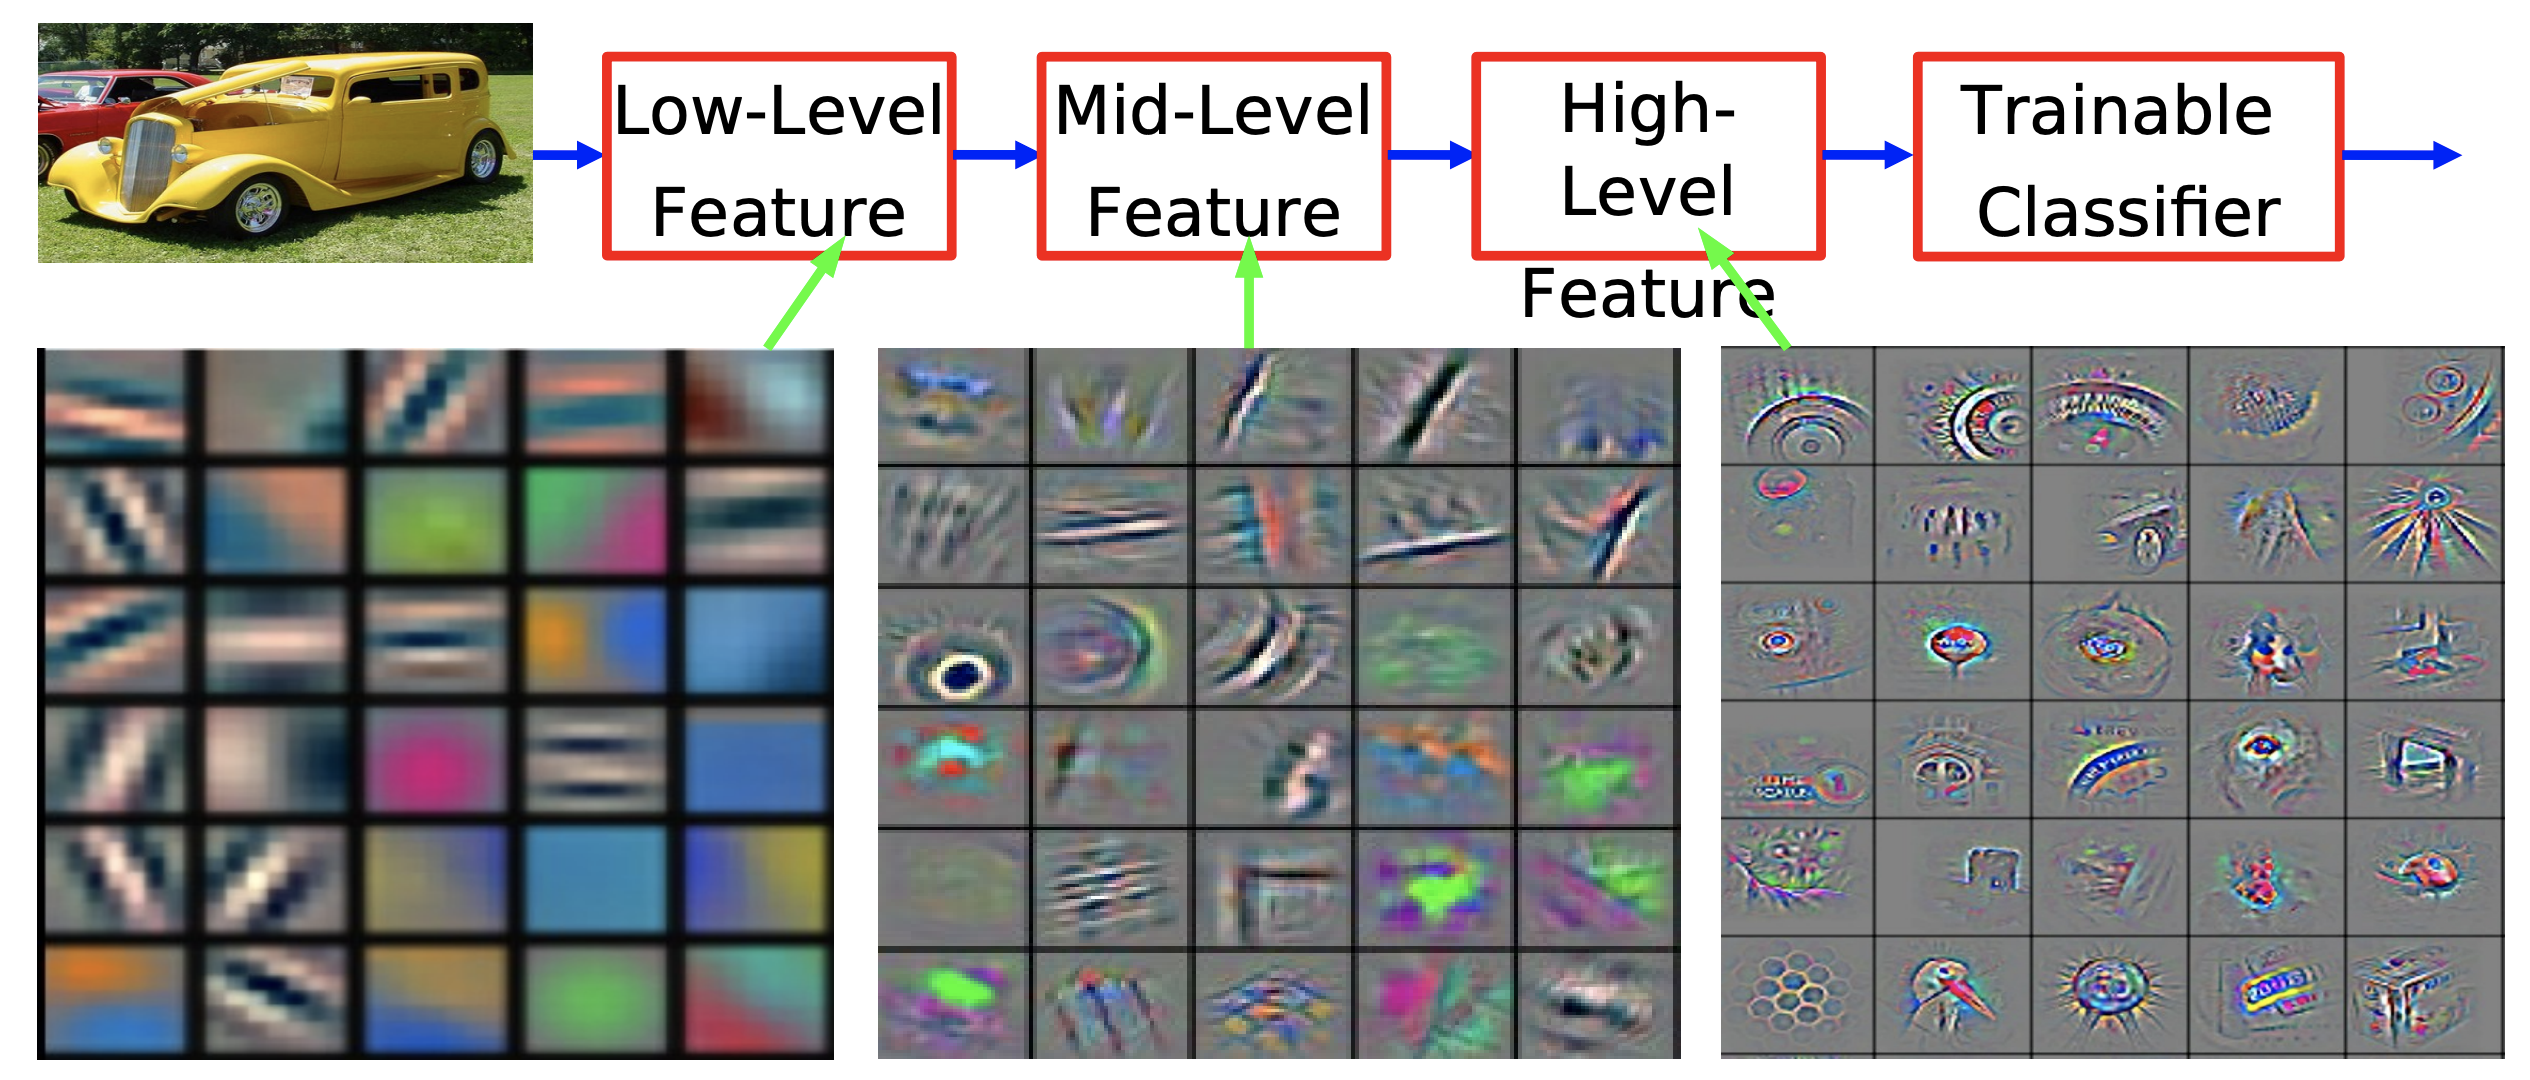 Low-Level
Feature
Mid-Level
Feature
High-
Level
Feature
Trainable
Classifier